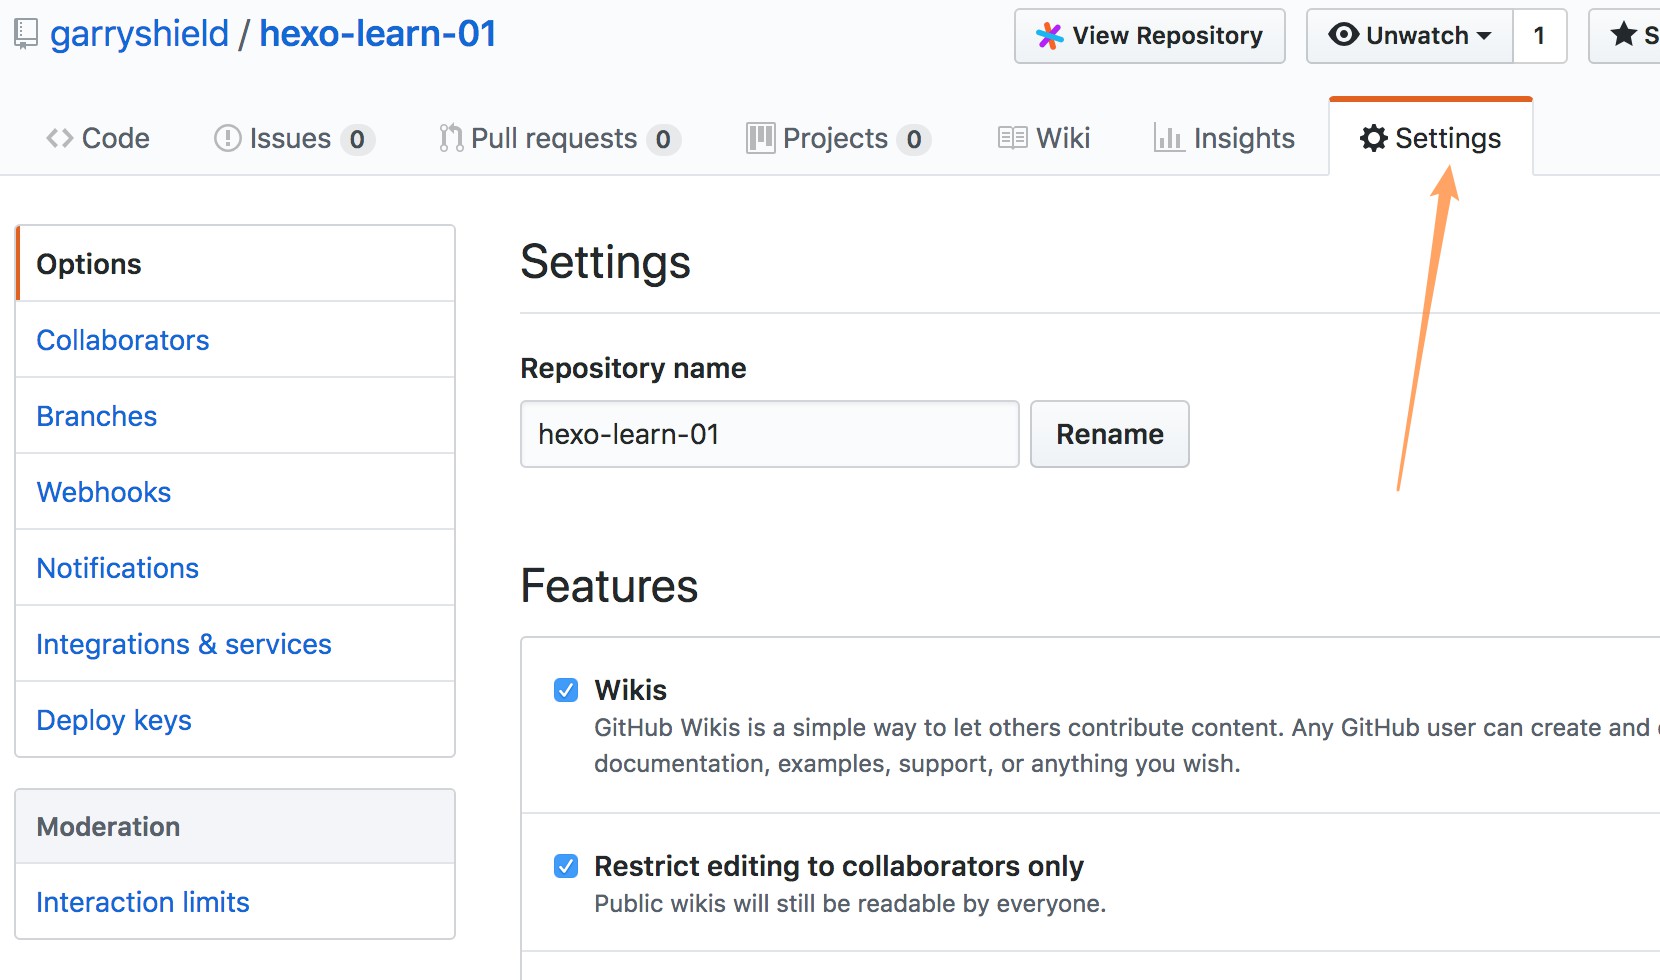 garryshield / hexo-learn-01
View Repository
Unwatch
1
Code
Issues 0
Pull requests 0
Projects 0
Wiki
Insights
Settings
Options
Collaborators
Branches
Webhooks
Notifications
Integrations & services
Deploy keys
Moderation
Interaction limits
Settings
Repository name
hexo-learn-01
Rename
Features
Wikis
GitHub Wikis is a simple way to let others contribute content. Any GitHub user can create and
documentation, examples, support, or anything you wish.
Restrict editing to collaborators only
Public wikis will still be readable by everyone.